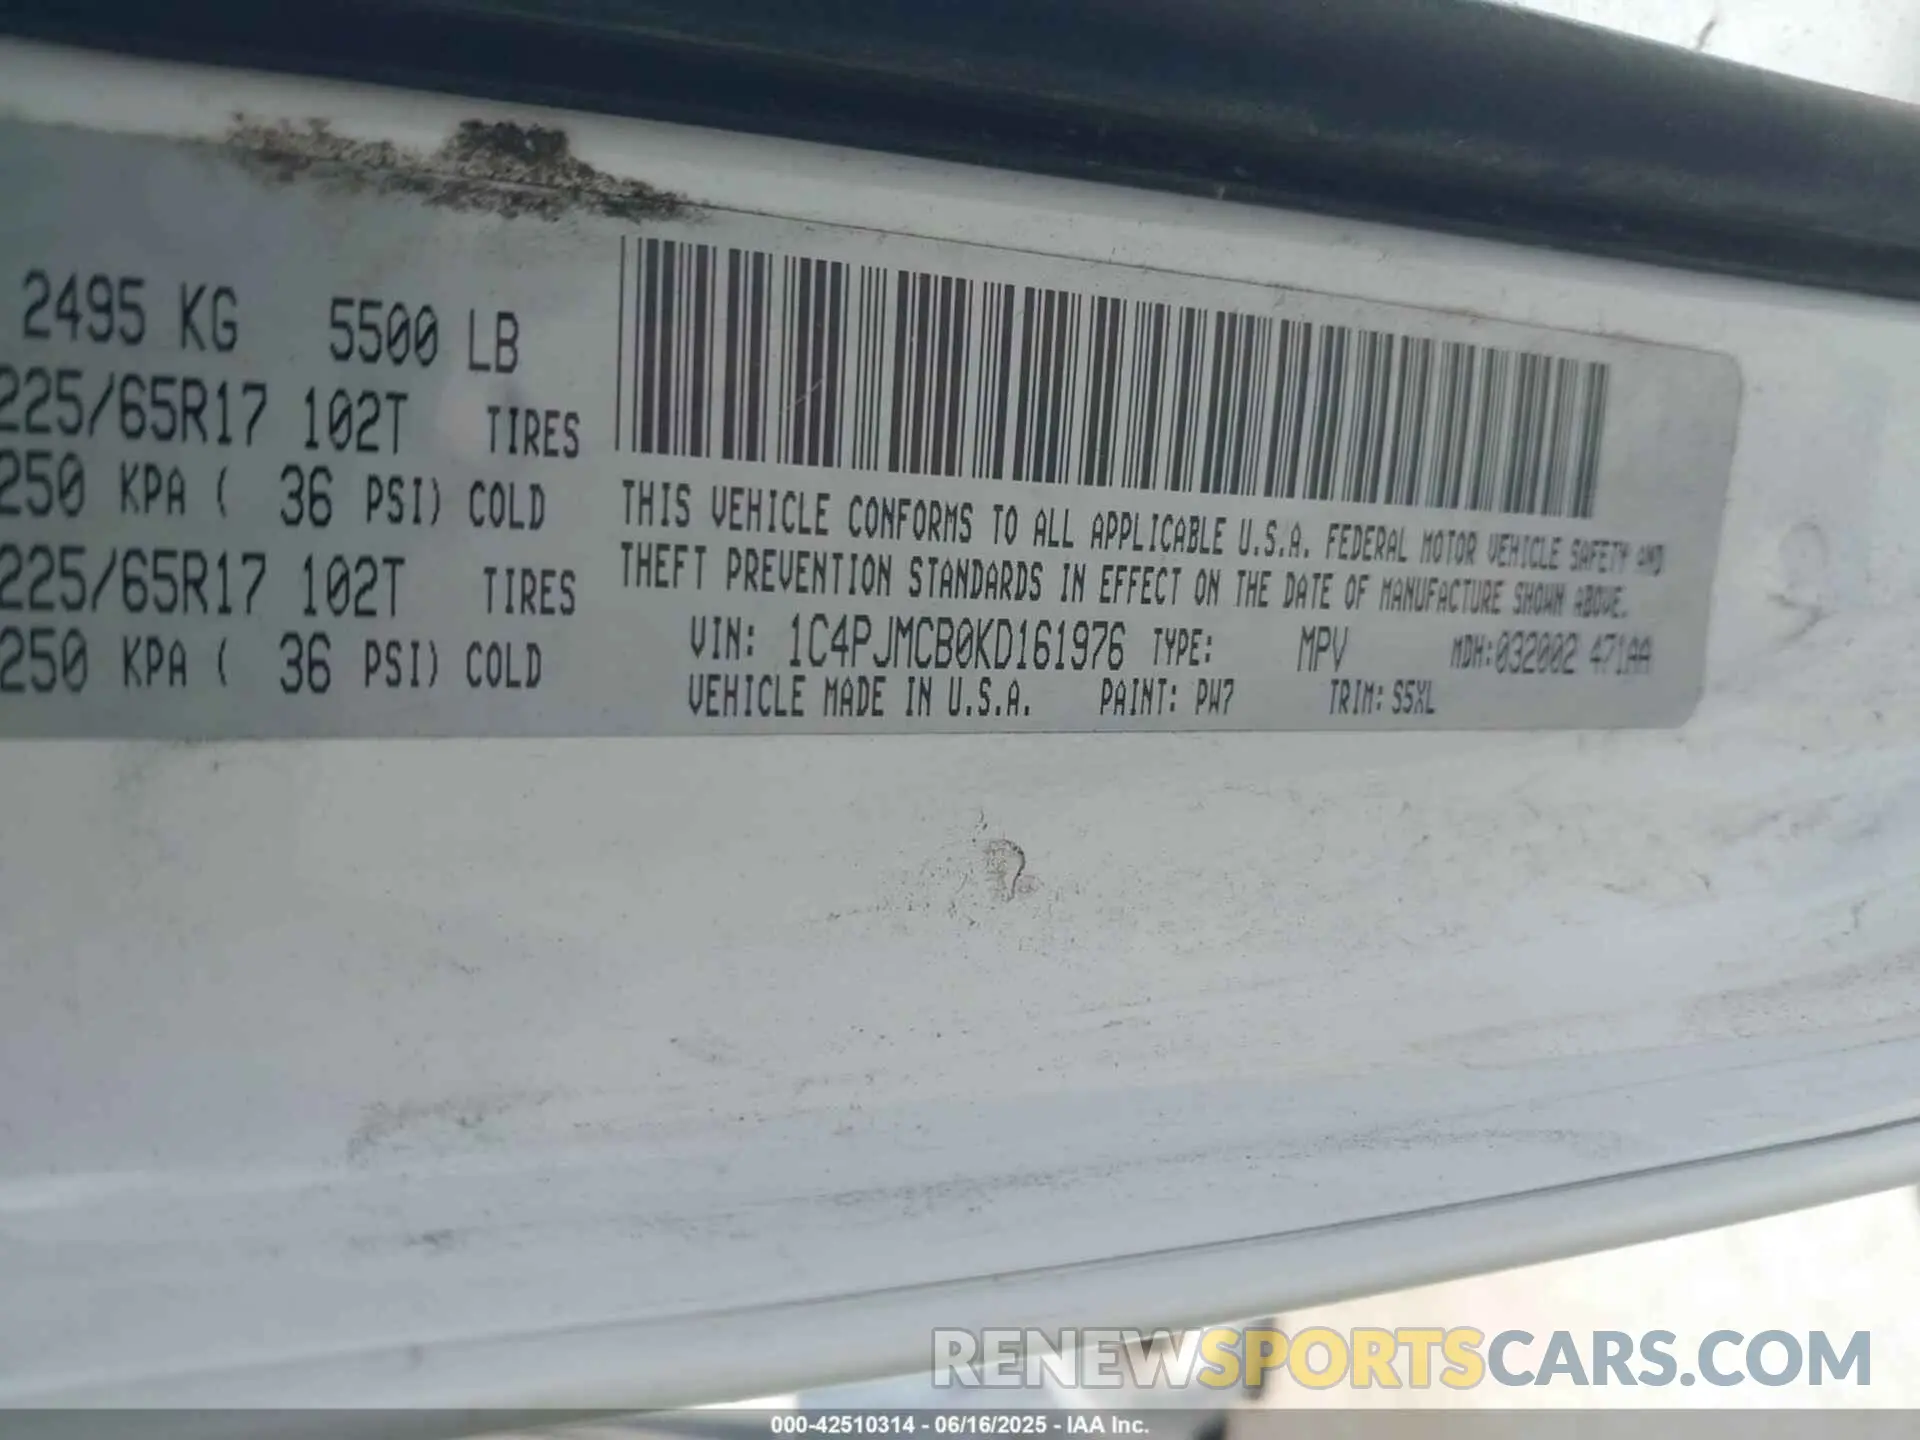 2495 KG 5500 LB
225/65R17 102T TIRES
250 KPA ( 36 PSI) COLD
225/65R17 102T TIRES
250 KPA ( 36 PSI) COLD
THIS VEHICLE CONFORMS TO ALL APPLICABLE U.S.A. FEDERAL MOTOR VEHICLE SAFETY AND
THEFT PREVENTION STANDARDS IN EFFECT ON THE DATE OF MANUFACTURE SHOWN ABOVE.
VIN: 1C4PJMCB0KD161976 TYPE: MPV MDH:032002 471AA
VEHICLE MADE IN U.S.A. PAINT: PW7 TRIM: S5XL
RENEWSPORTSCARS.COM
000-42510314 - 06/16/2025 - IAA Inc.